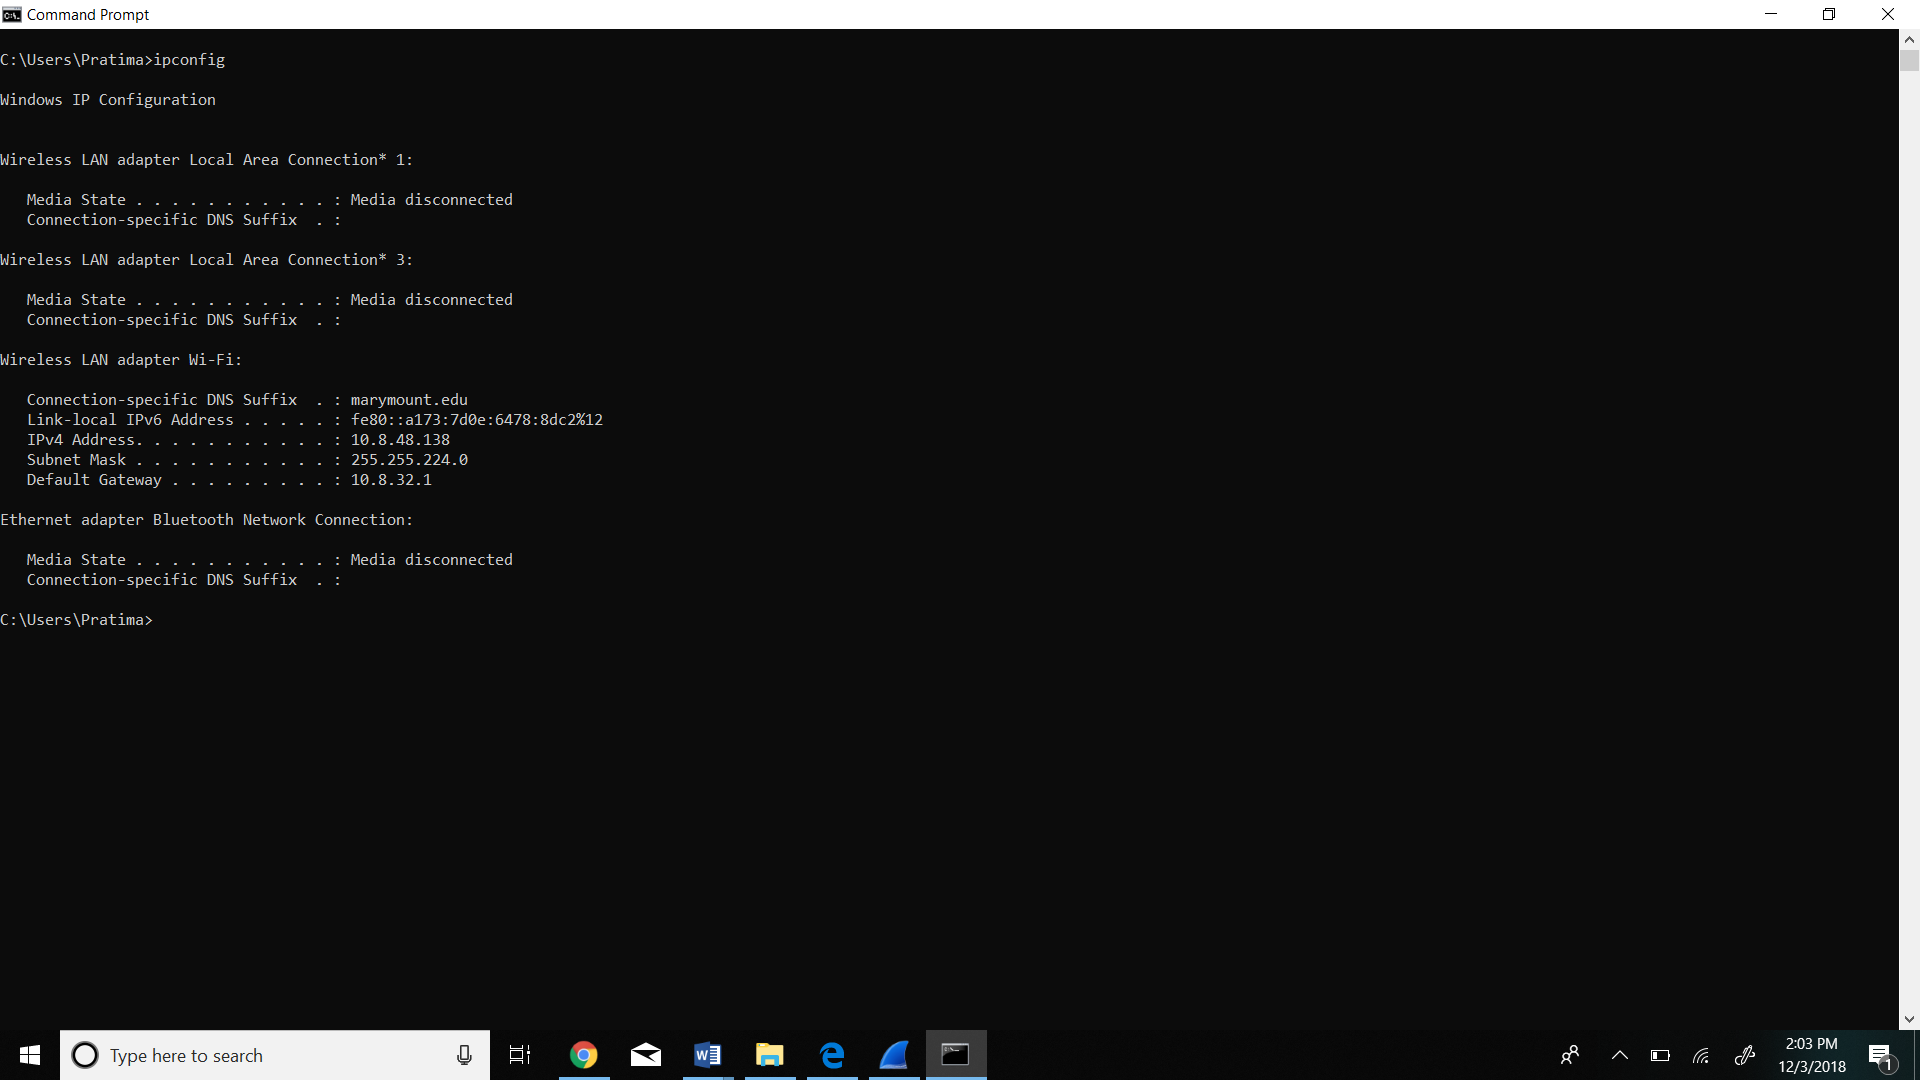 Command Prompt
C:\Users\Pratima>ipconfig
Windows IP Configuration
Wireless LAN adapter Local Area Connection* 1:
Media State . . . . . . . . . . . : Media disconnected
Connection-specific DNS Suffix  . :
Wireless LAN adapter Local Area Connection* 3:
Media State . . . . . . . . . . . : Media disconnected
Connection-specific DNS Suffix  . :
Wireless LAN adapter Wi-Fi:
Connection-specific DNS Suffix  . : marymount.edu
Link-local IPv6 Address . . . . . : fe80::a173:7d0e:6478:8dc2%12
IPv4 Address. . . . . . . . . . . : 10.8.48.138
Subnet Mask . . . . . . . . . . . : 255.255.224.0
Default Gateway . . . . . . . . . : 10.8.32.1
Ethernet adapter Bluetooth Network Connection:
Media State . . . . . . . . . . . : Media disconnected
Connection-specific DNS Suffix  . :
C:\Users\Pratima>
Type here to search
2:03 PM
12/3/2018
1